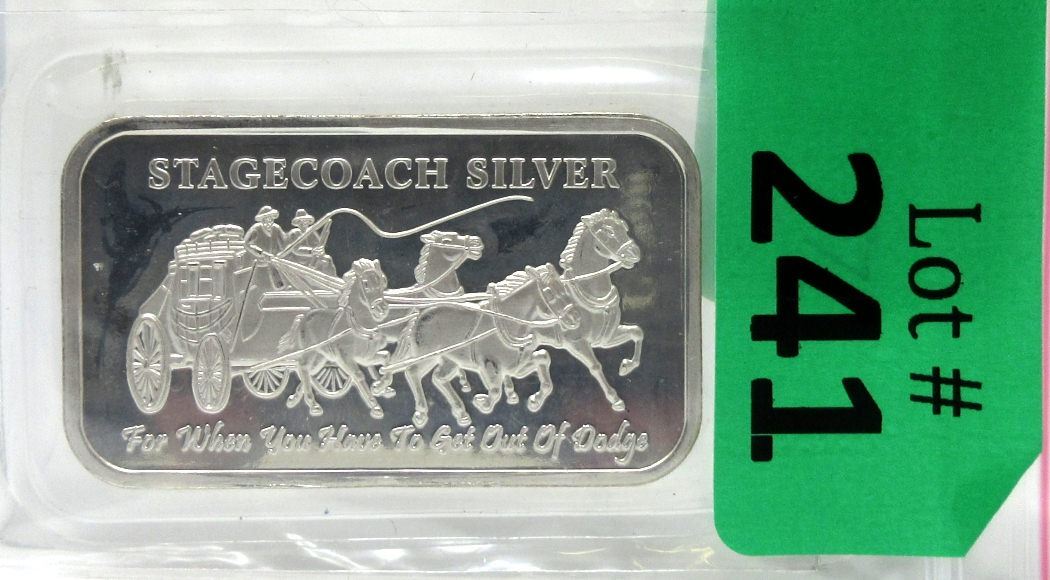 STAGECOACH SILVER
For When You Have To Get Out Of Dodge
Lot #
241